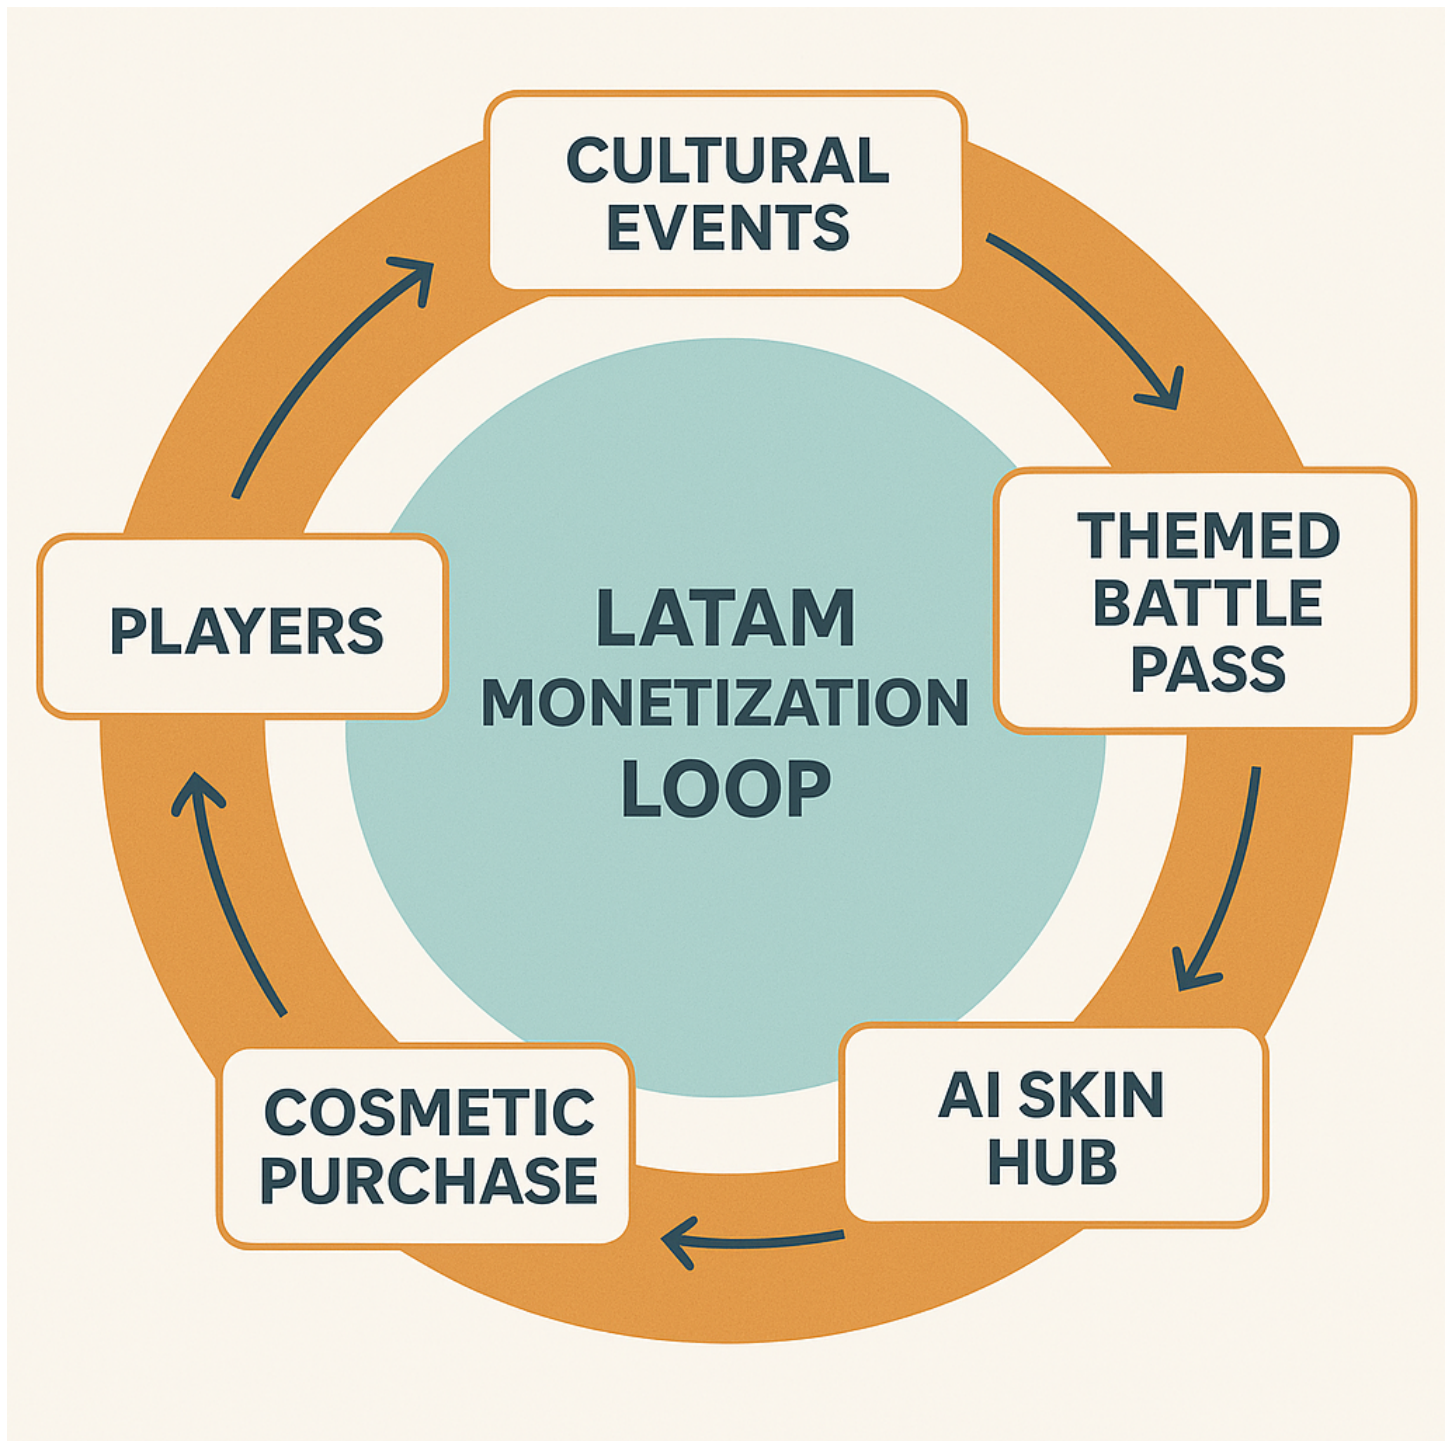 CULTURAL
EVENTS
THEMED
BATTLE
PASS
AI SKIN
HUB
COSMETIC
PURCHASE
PLAYERS
LATAM
MONETIZATION
LOOP